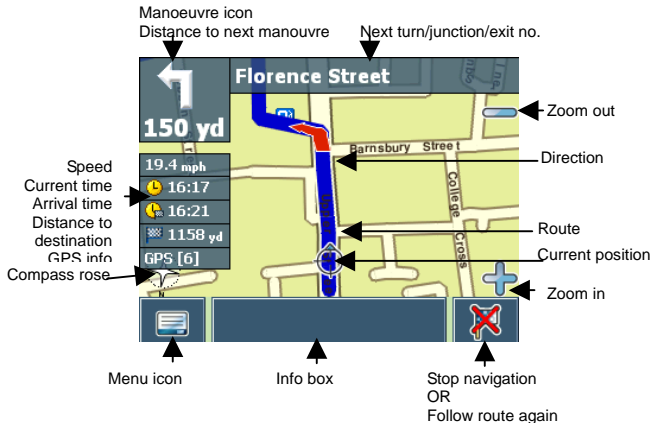 Manoeuvre icon
Distance to next manouvre
Next turn/junction/exit no.
Florence Street
150 yd
Zoom out
Barnsbury Street
Direction
Speed
Current time
Arrival time
Distance to
destination
GPS info
Compass rose
19.4 mph
16:17
16:21
1158 yd
GPS [6]
N
College
Cross
Route
Current position
Zoom in
Menu icon
Info box
Stop navigation
OR
Follow route again